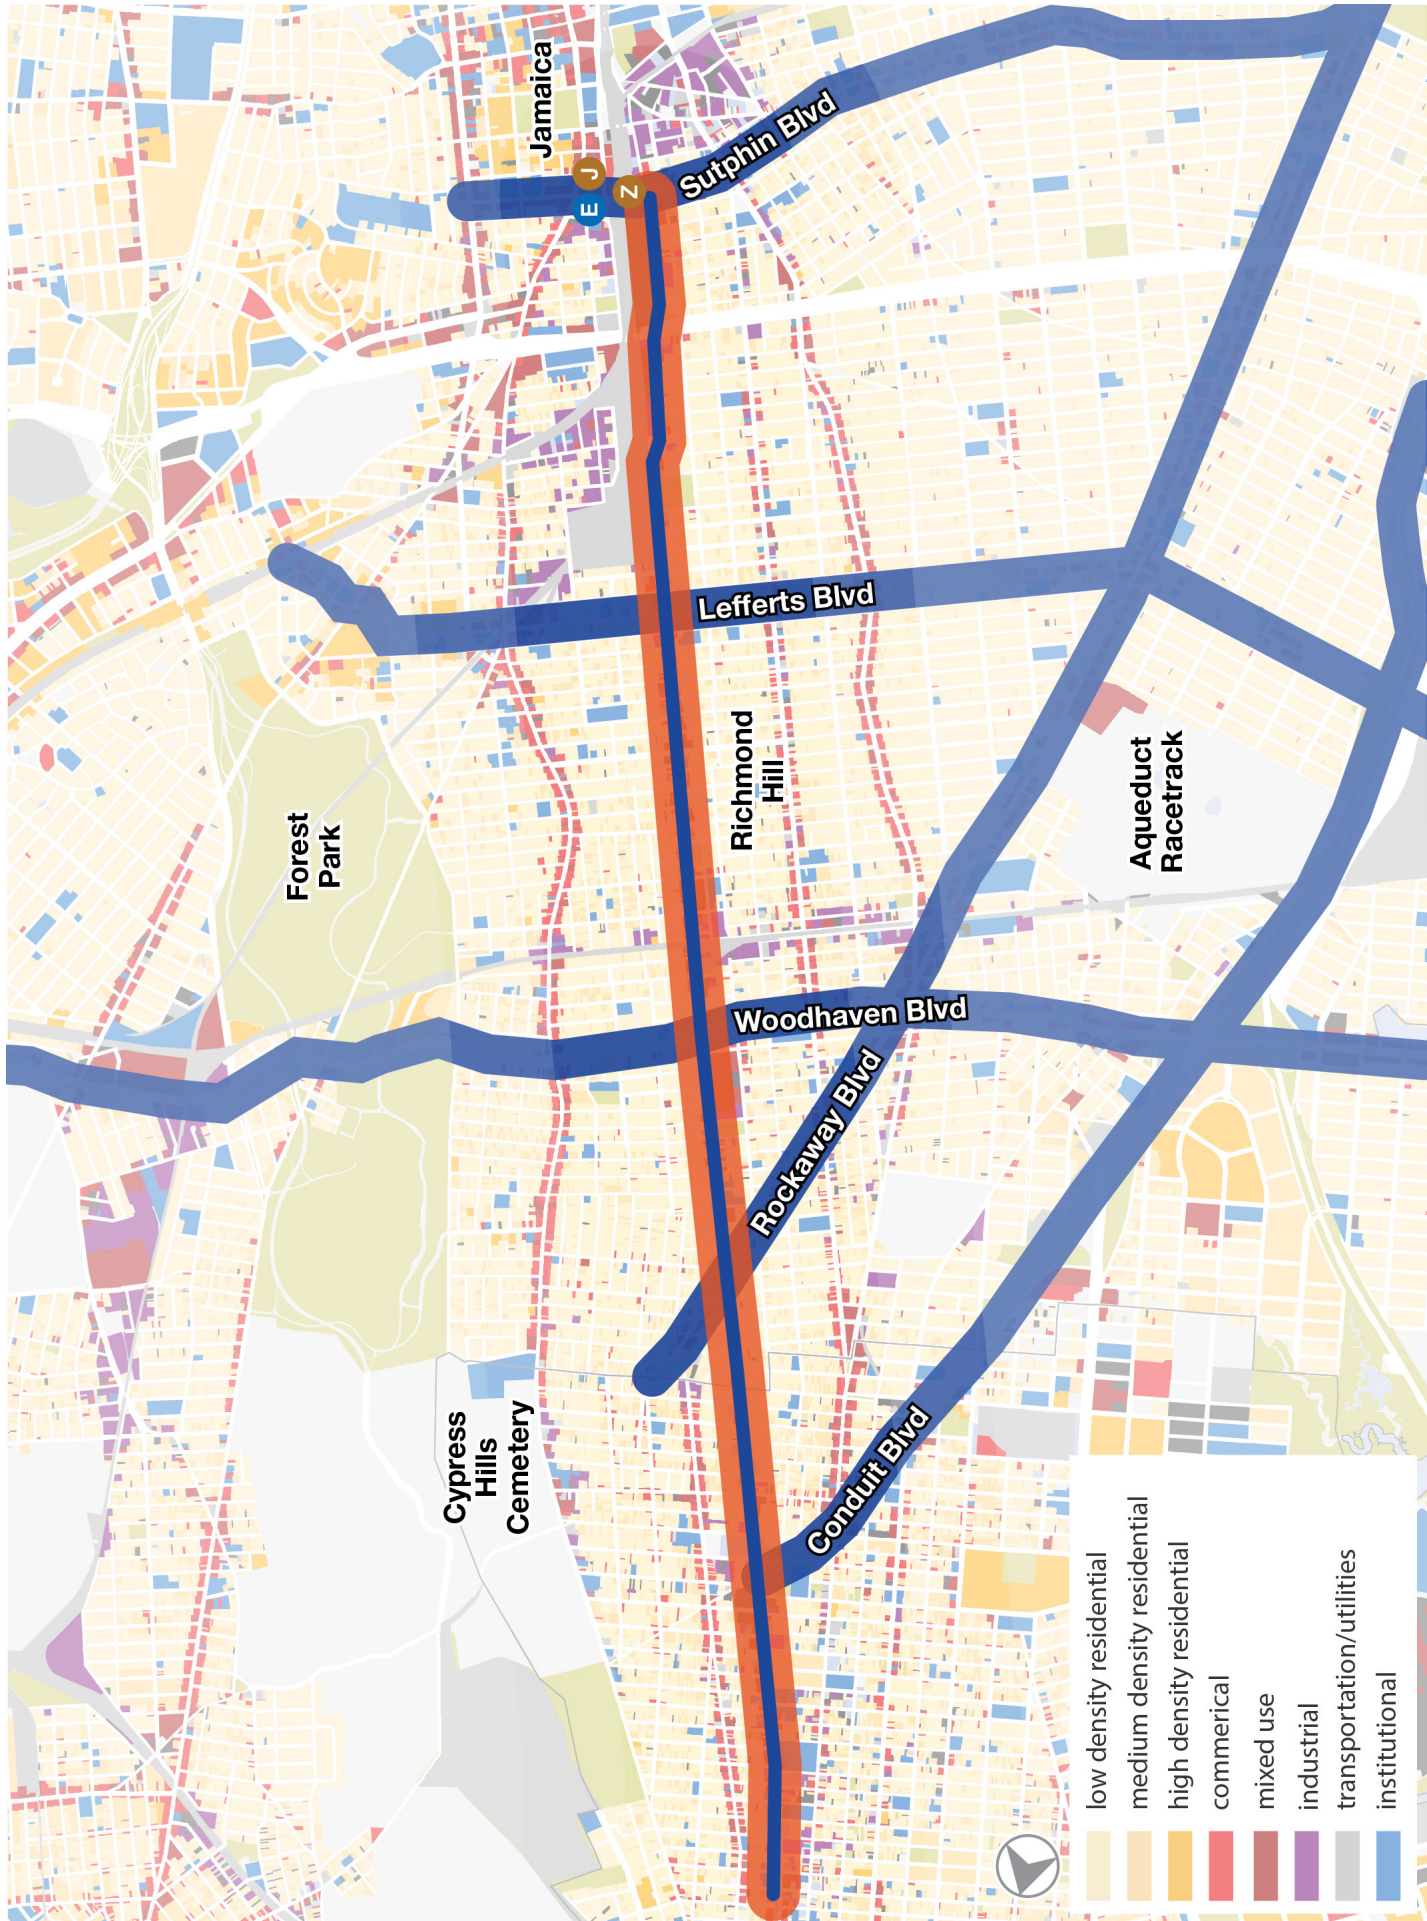 Jamaica
J
E
Z
Sutphin Blvd
Lefferts Blvd
Forest
Park
Richmond
Hill
Aqueduct
Racetrack
Woodhaven Blvd
Rockaway Blvd
Cypress
Hills
Cemetery
Conduit Blvd
low density residential
medium density residential
high density residential
commerical
mixed use
industrial
transportation/utilities
institutional